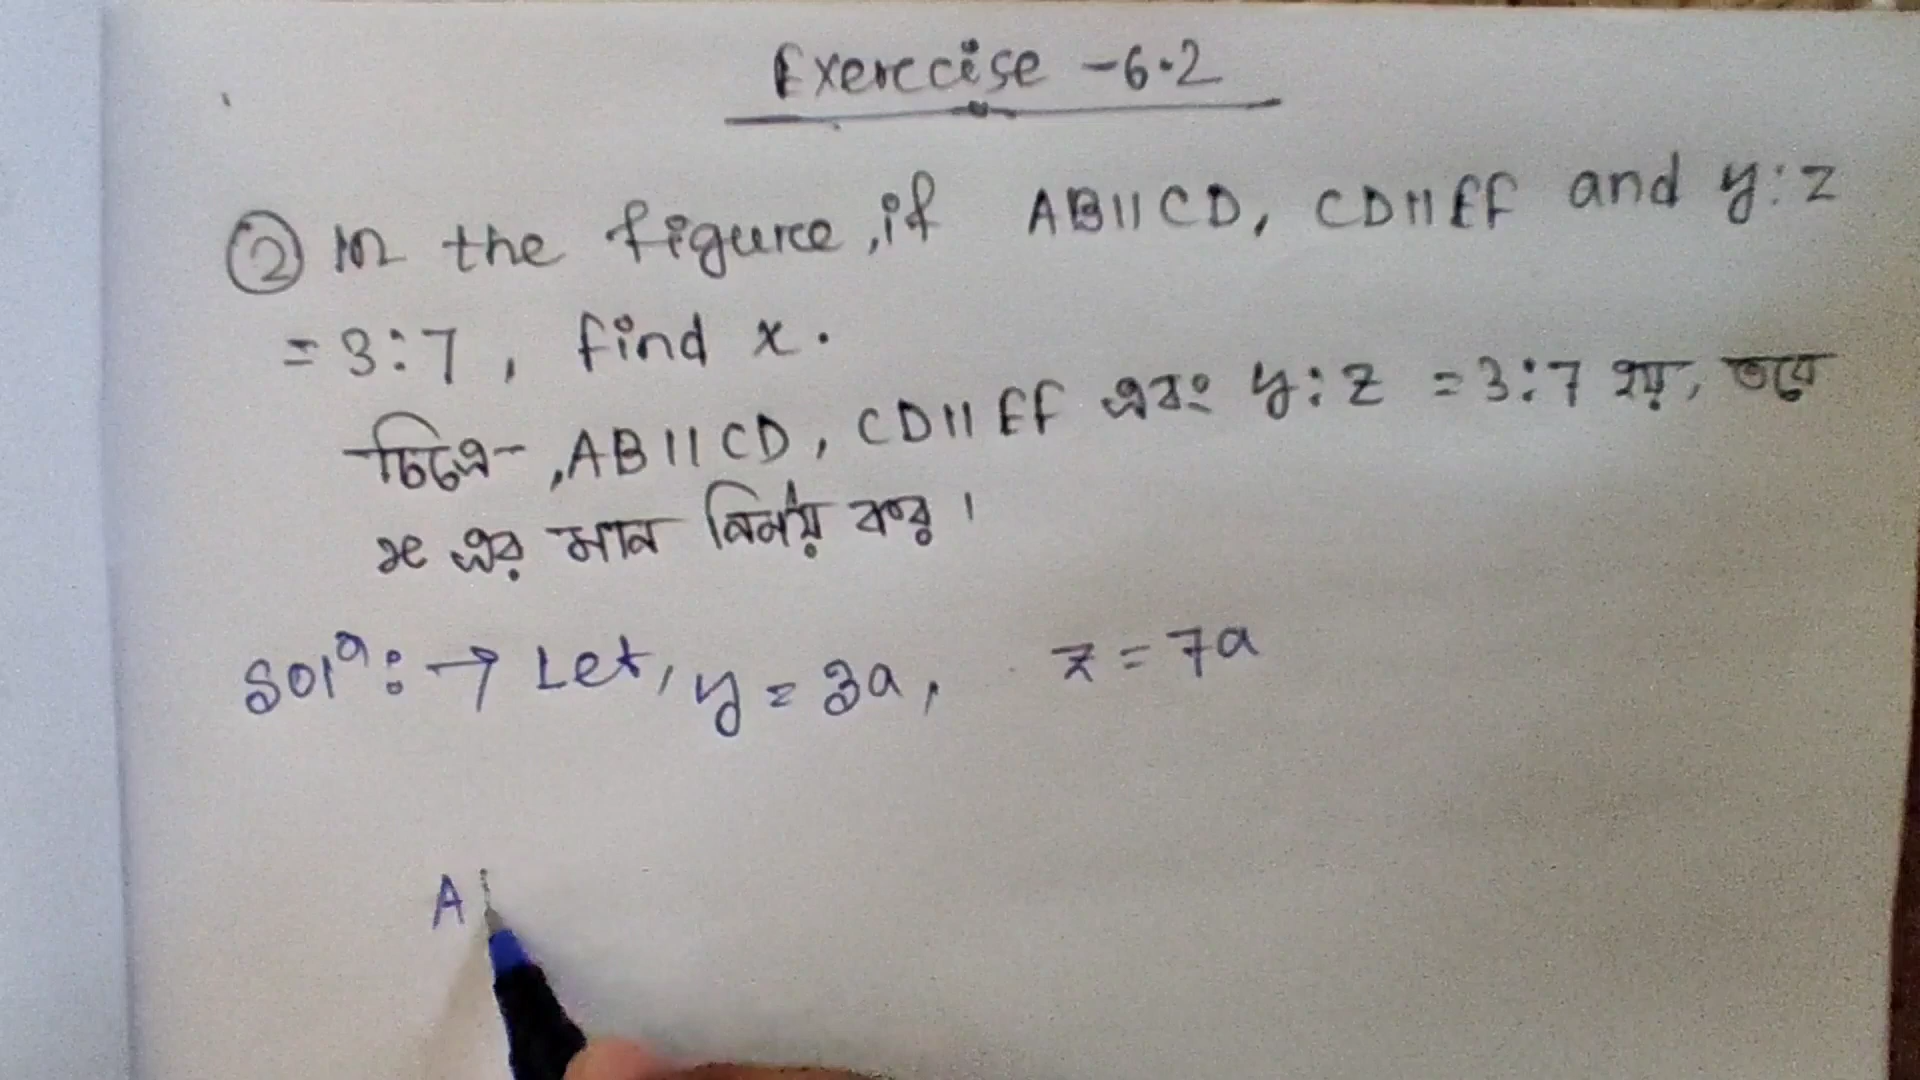 Exercise - 6.2
② In the figure, if AB॥CD, CD॥EF and y:z
= 3:7, find x.
চিত্রে- , AB॥CD, CD॥EF এবং y:z = 3:7 হয়, তবে
x এর মান নির্ণয় কর।
Solⁿ: → Let, y = 3a, z = 7a
A